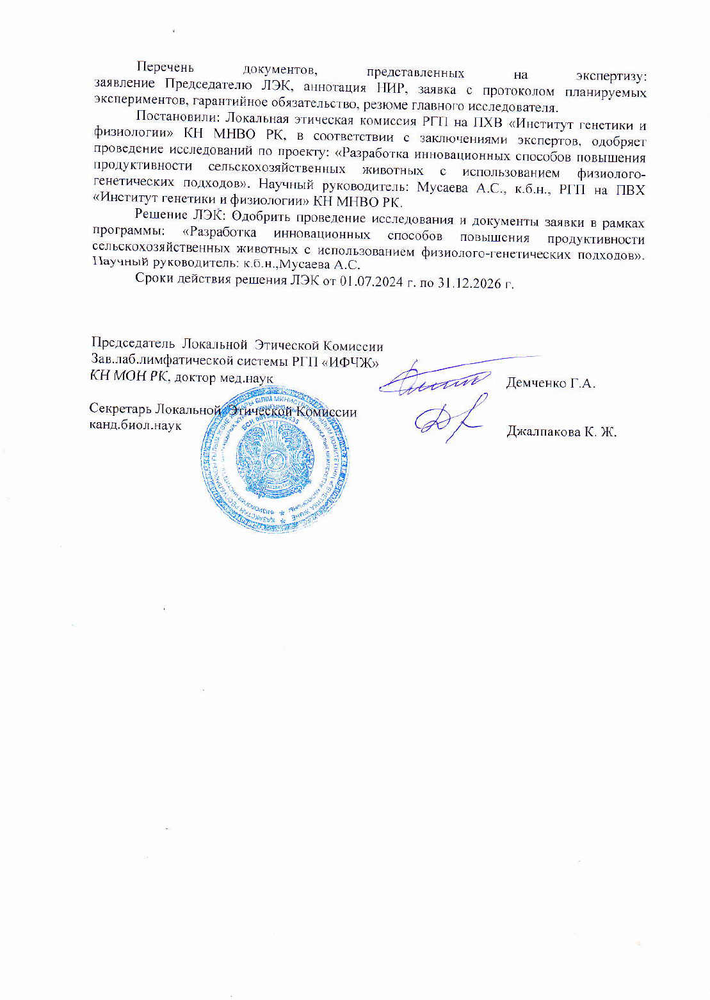 Перечень документов, представленных на экспертизу:
заявление Председателю ЛЭК, аннотация НИР, заявка с протоколом планируемых
экспериментов, гарантийное обязательство, резюме главного исследователя.
Постановили: Локальная этическая комиссия РГП на ПХВ «Институт генетики и
физиологии» КН МНВО РК, в соответствии с заключениями экспертов, одобряет
проведение исследований по проекту: «Разработка инновационных способов повышения
продуктивности сельскохозяйственных животных с использованием физиолого-
генетических подходов». Научный руководитель: Мусаева А.С., к.б.н., РГП на ПВХ
«Институт генетики и физиологии» КН МНВО РК.
Решение ЛЭК: Одобрить проведение исследования и документы заявки в рамках
программы: «Разработка инновационных способов повышения продуктивности
сельскохозяйственных животных с использованием физиолого-генетических подходов».
Научный руководитель: к.б.н.,Мусаева А.С.
Сроки действия решения ЛЭК от 01.07.2024 г. по 31.12.2026 г.
Председатель Локальной Этической Комиссии
Зав.лаб.лимфатической системы РГП «ИФЧЖ»
КН МОН РК, доктор мед.наук Демченко Г.А.
Секретарь Локальной Этической Комиссии
канд.биол.наук Джалпакова К. Ж.